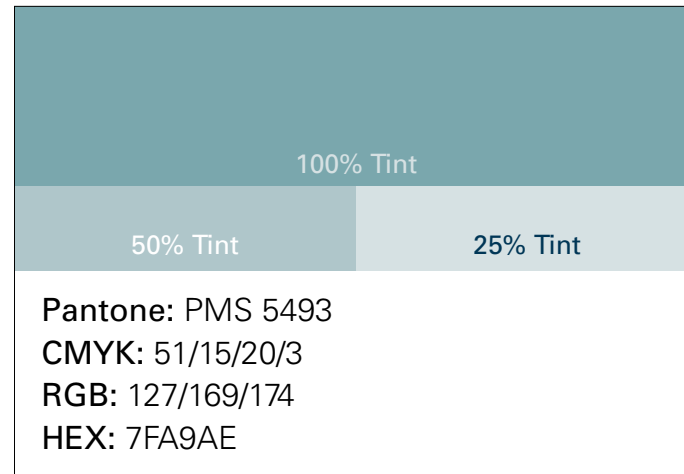 100% Tint
50% Tint
25% Tint
Pantone: PMS 5493
CMYK: 51/15/20/3
RGB: 127/169/174
HEX: 7FA9AE